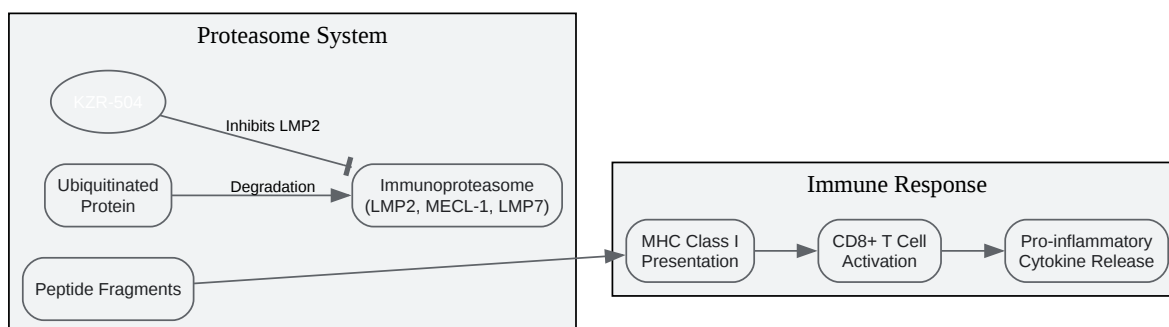 Proteasome System
KZR-504
Inhibits LMP2
Ubiquitinated
Protein
Degradation
Immunoproteasome
(LMP2, MECL-1, LMP7)
Peptide Fragments
Immune Response
MHC Class I
Presentation
CD8+ T Cell
Activation
Pro-inflammatory
Cytokine Release